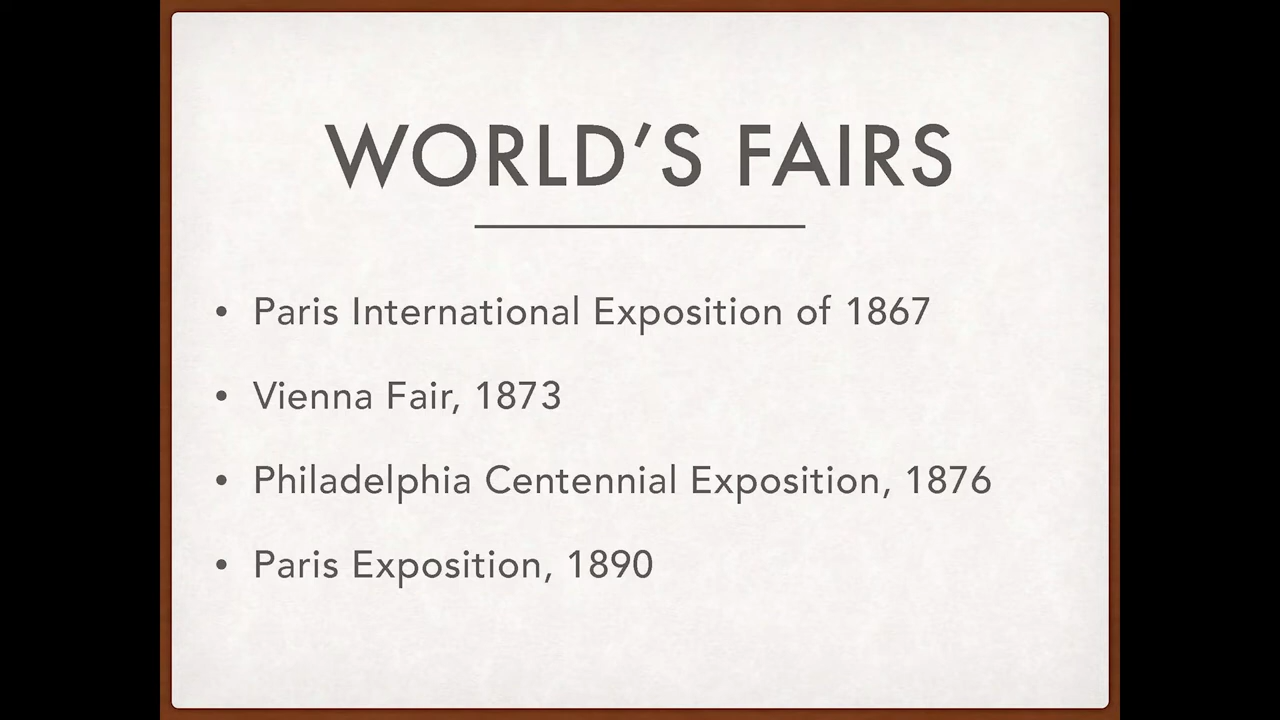 WORLD’S FAIRS
• Paris International Exposition of 1867
• Vienna Fair, 1873
• Philadelphia Centennial Exposition, 1876
• Paris Exposition, 1890